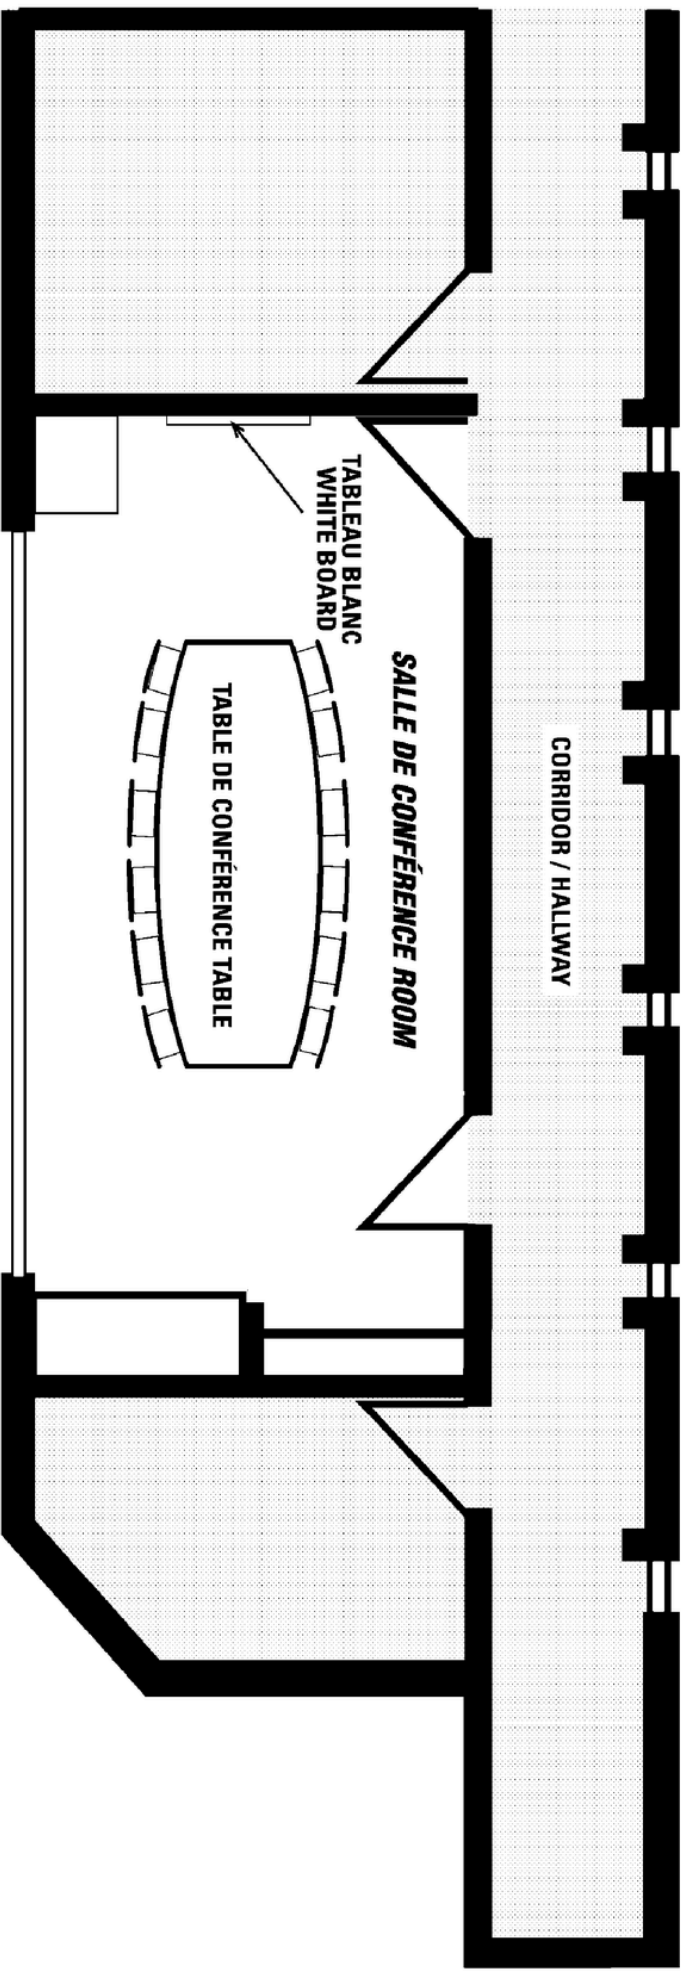 CORRIDOR / HALLWAY
SALLE DE CONFÉRENCE ROOM
TABLEAU BLANC
WHITE BOARD
TABLE DE CONFÉRENCE TABLE